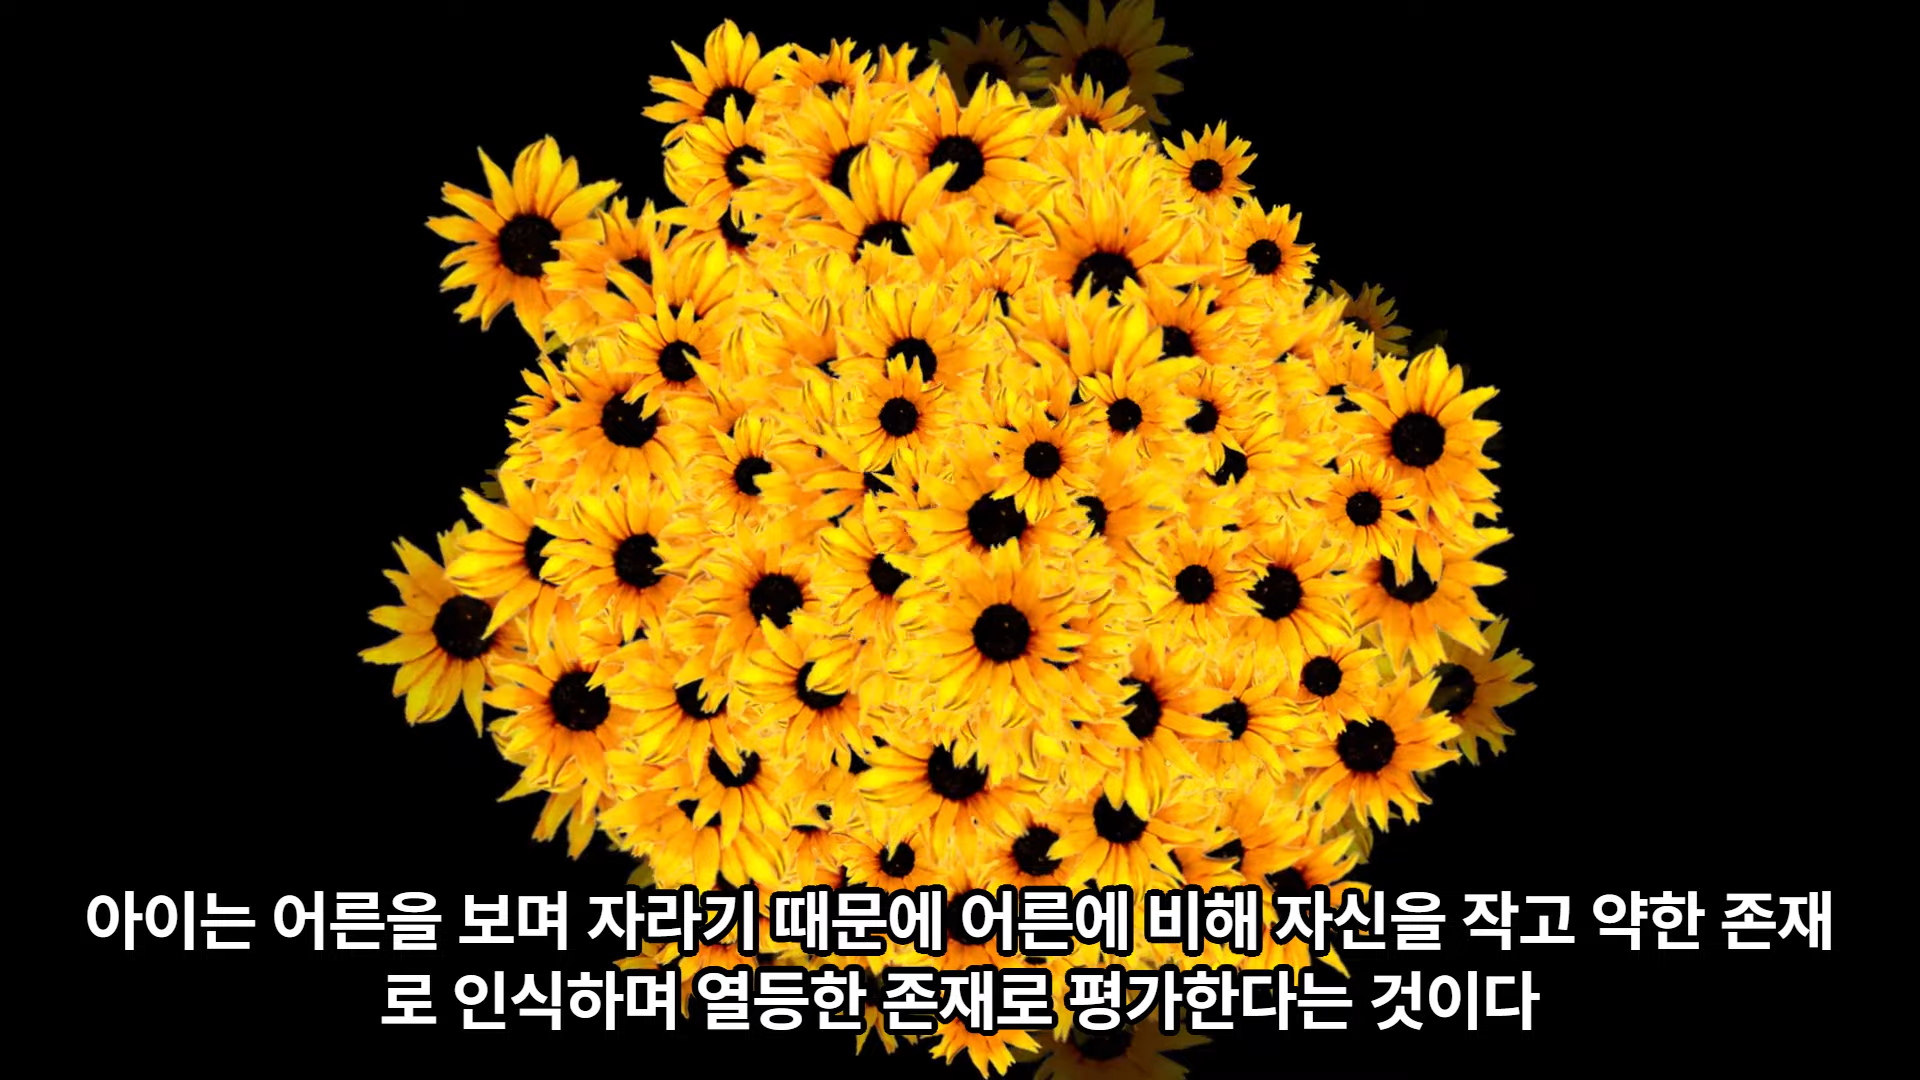 아이는 어른을 보며 자라기 때문에 어른에 비해 자신을 작고 약한 존재
로 인식하며 열등한 존재로 평가한다는 것이다